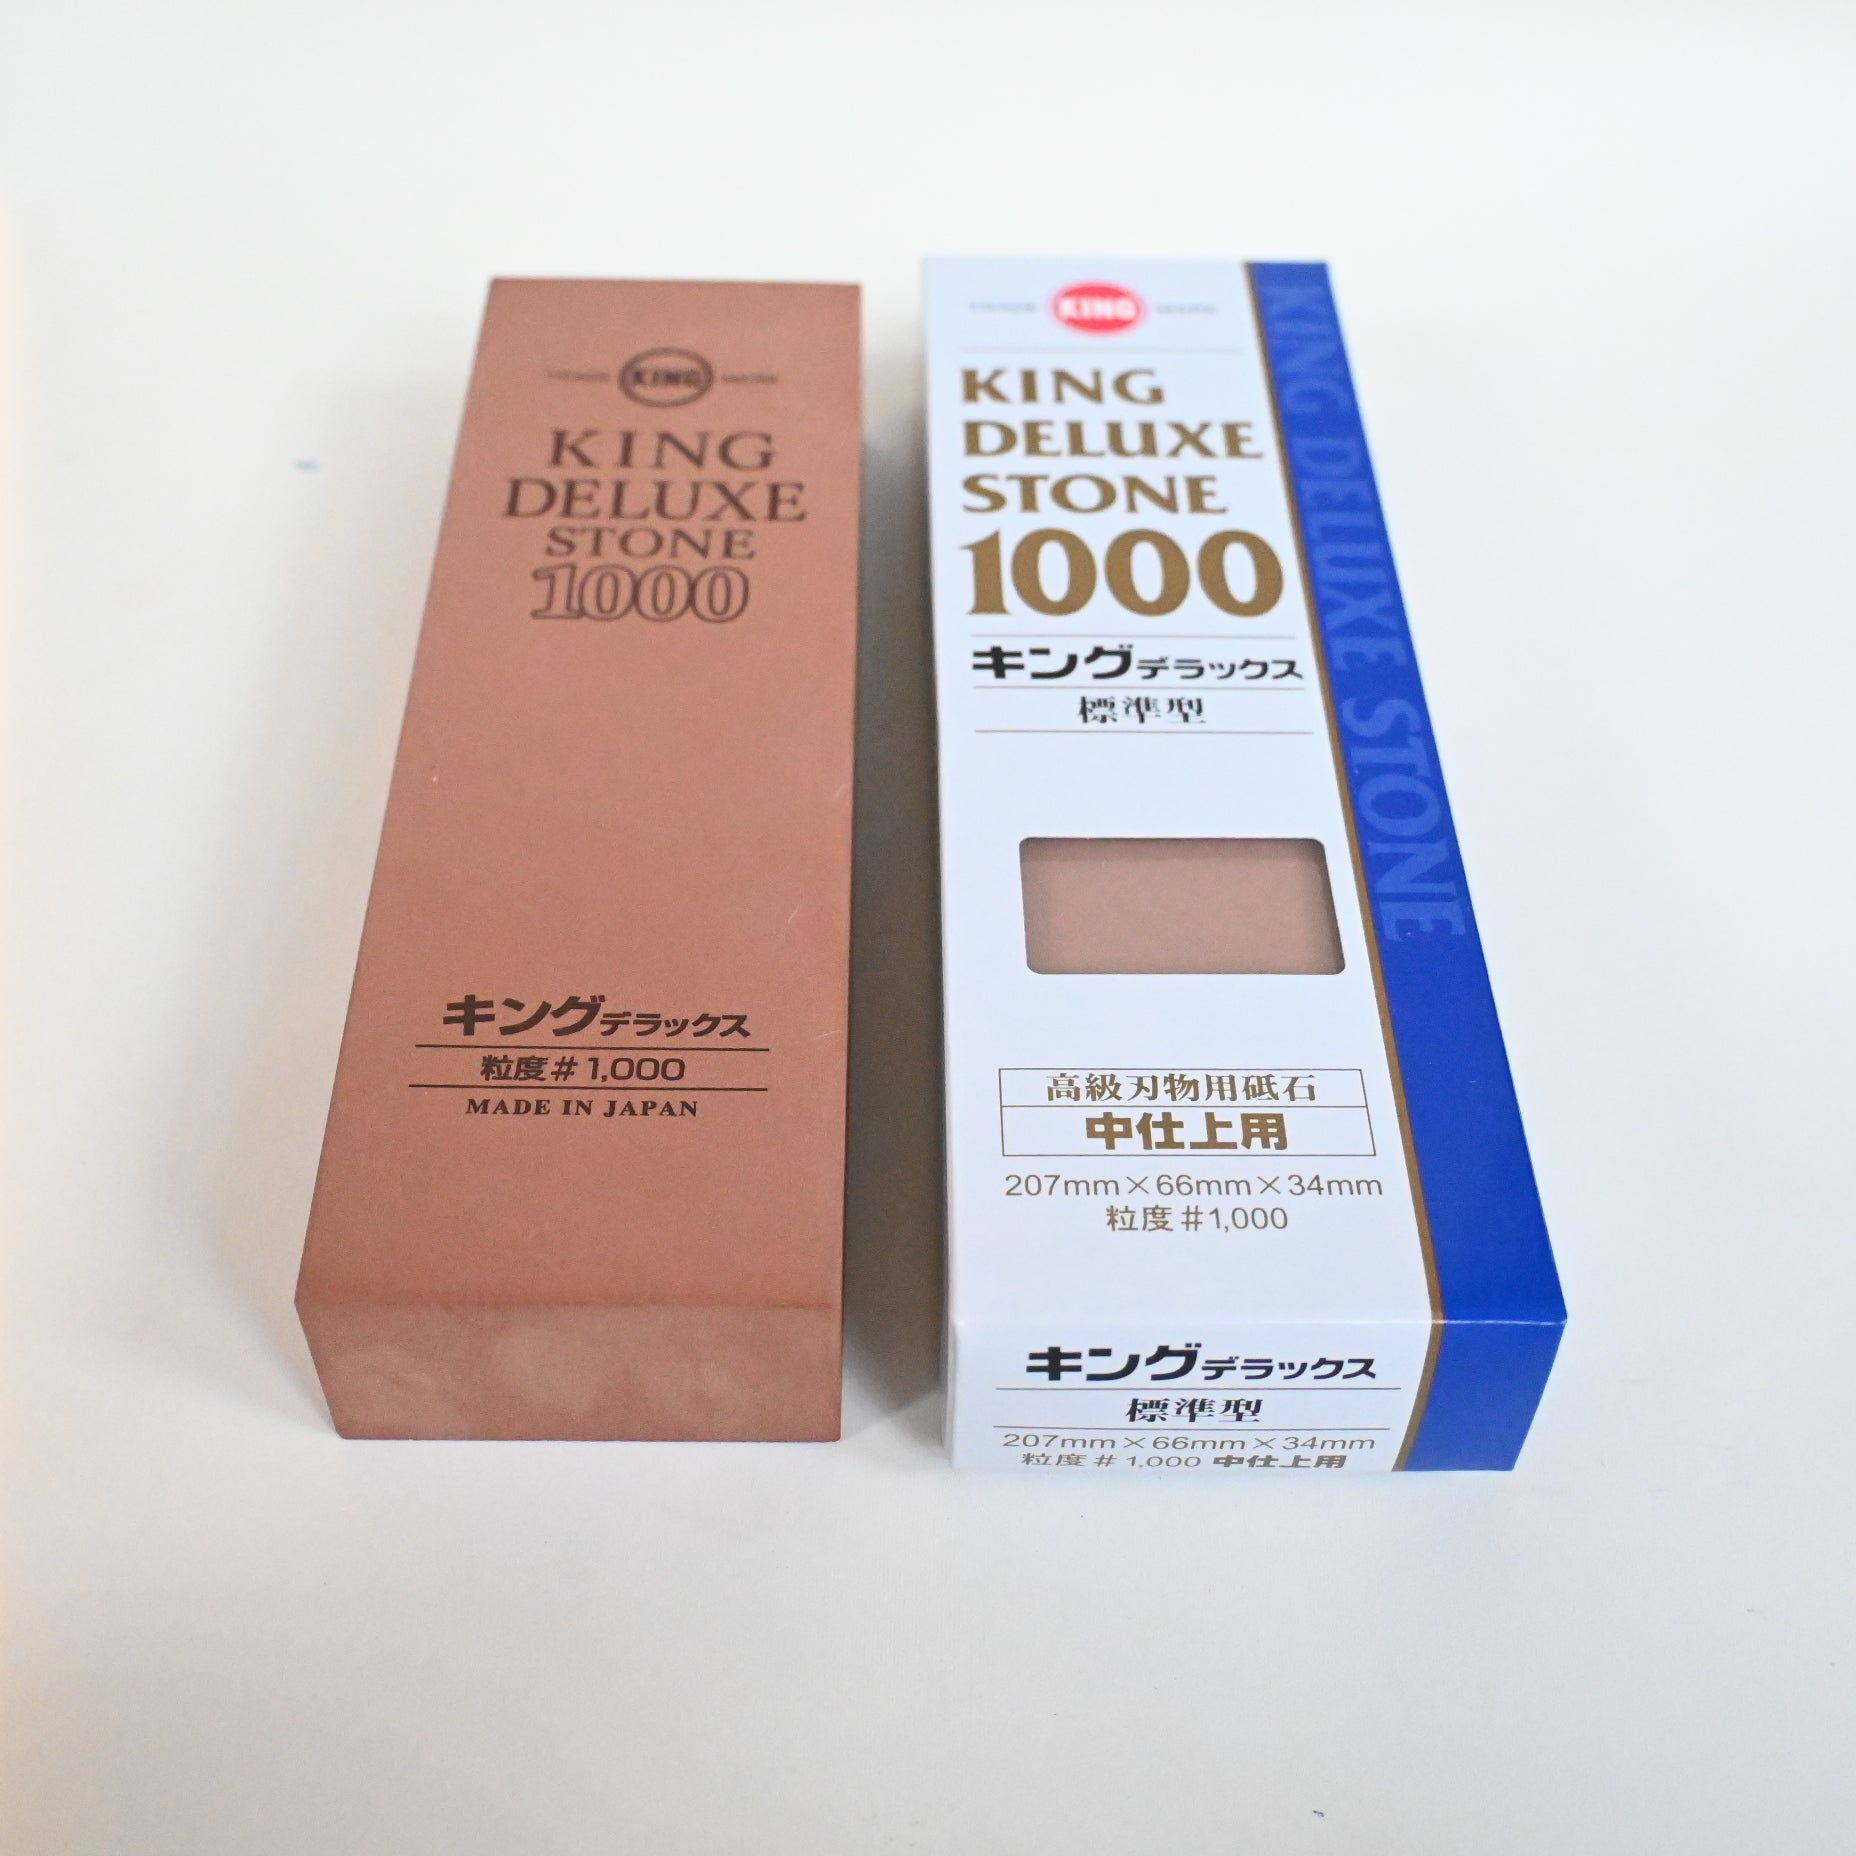 TRADE KING MARK
KING
DELUXE
STONE
1000
キングデラックス
粒度#1,000
MADE IN JAPAN
TRADE KING MARK
KING
DELUXE
STONE
1000
キングデラックス
標準型
高級刃物用砥石
中仕上用
207mm×66mm×34mm
粒度#1,000
キングデラックス
標準型
207mm×66mm×34mm
粒度#1,000 中仕上用
KING DELUXE STONE